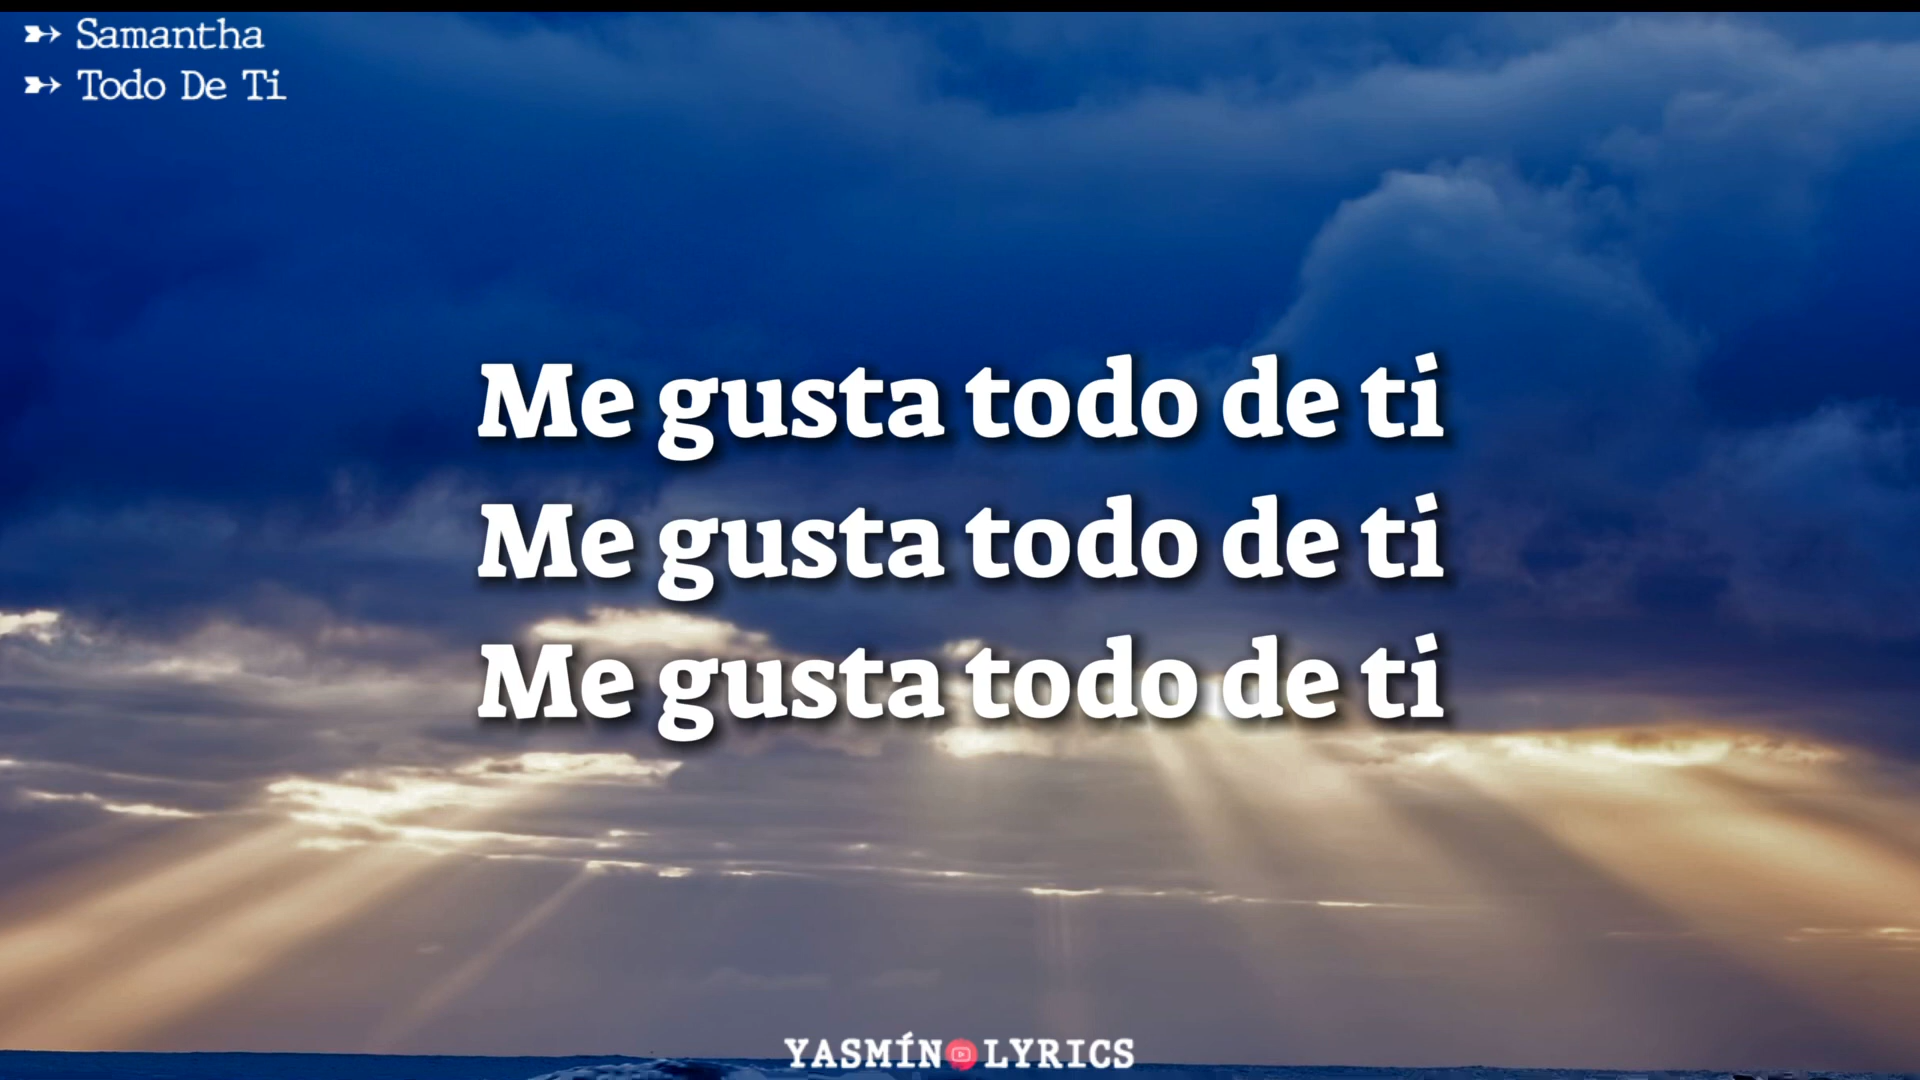 Samantha
Todo De Ti
Me gusta todo de ti
Me gusta todo de ti
Me gusta todo de ti
YASMÍN LYRICS